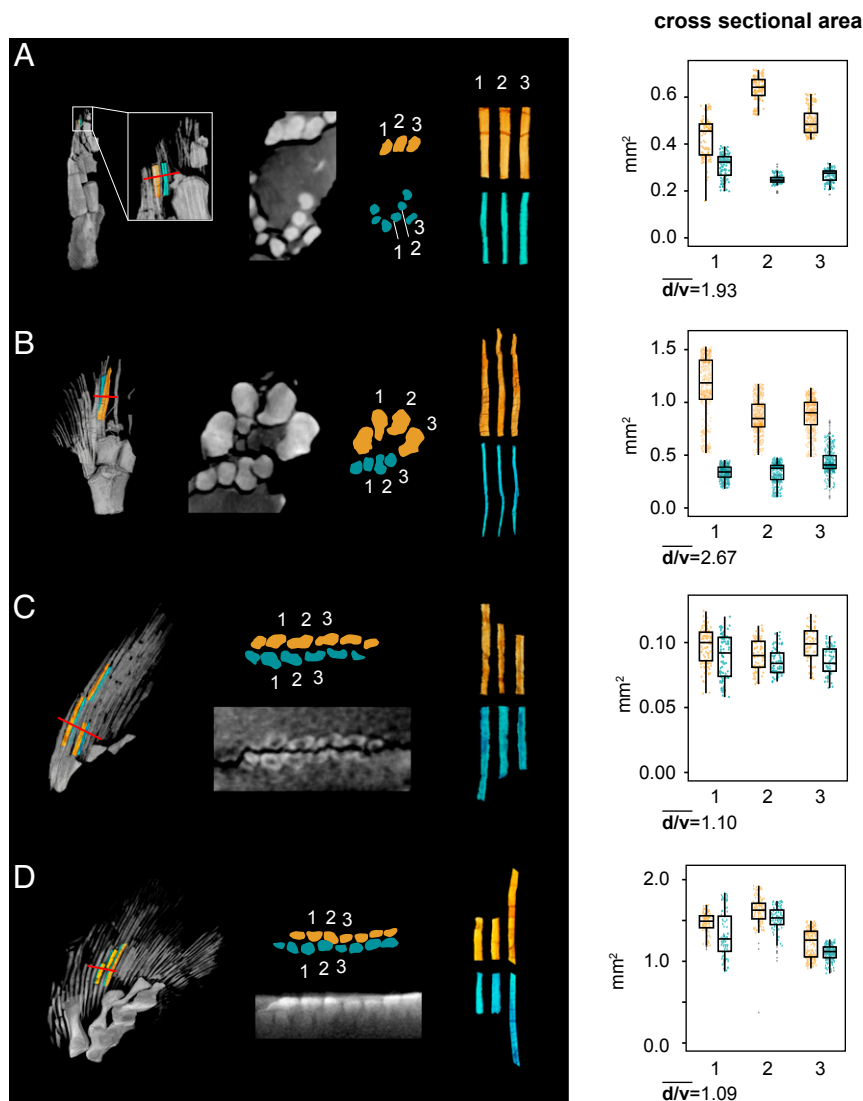 cross sectional area
A
1 2 3
1 2 3
3
1 2
mm²
0.6
0.4
0.2
0.0
1 2 3
d/v=1.93
B
1 2
3
1 2 3
mm²
1.5
1.0
0.5
0.0
1 2 3
d/v=2.67
C
1 2 3
1 2 3
mm²
0.10
0.05
0.00
1 2 3
d/v=1.10
D
1 2 3
1 2 3
mm²
2.0
1.0
0.0
1 2 3
d/v=1.09